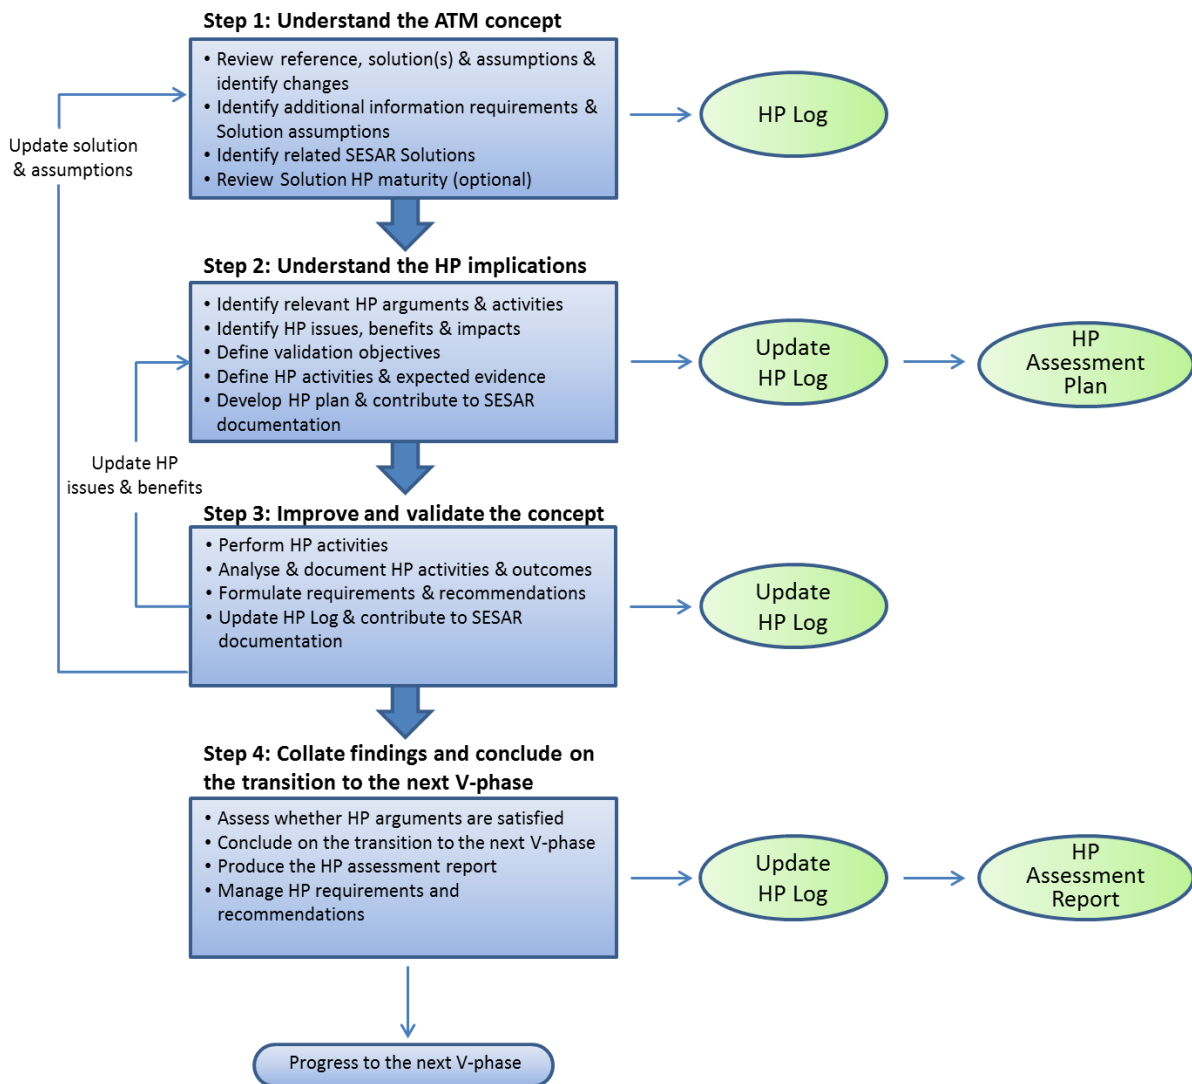 Step 1: Understand the ATM concept
• Review reference, solution(s) & assumptions &
identify changes
• Identify additional information requirements &
Solution assumptions
• Identify related SESAR Solutions
• Review Solution HP maturity (optional)
HP Log
Update solution
& assumptions
Step 2: Understand the HP implications
• Identify relevant HP arguments & activities
• Identify HP issues, benefits & impacts
• Define validation objectives
• Define HP activities & expected evidence
• Develop HP plan & contribute to SESAR
documentation
Update
HP Log
HP
Assessment
Plan
Update HP
issues & benefits
Step 3: Improve and validate the concept
• Perform HP activities
• Analyse & document HP activities & outcomes
• Formulate requirements & recommendations
• Update HP Log & contribute to SESAR
documentation
Update
HP Log
Step 4: Collate findings and conclude on
the transition to the next V-phase
• Assess whether HP arguments are satisfied
• Conclude on the transition to the next V-phase
• Produce the HP assessment report
• Manage HP requirements and
recommendations
Update
HP Log
HP
Assessment
Report
Progress to the next V-phase